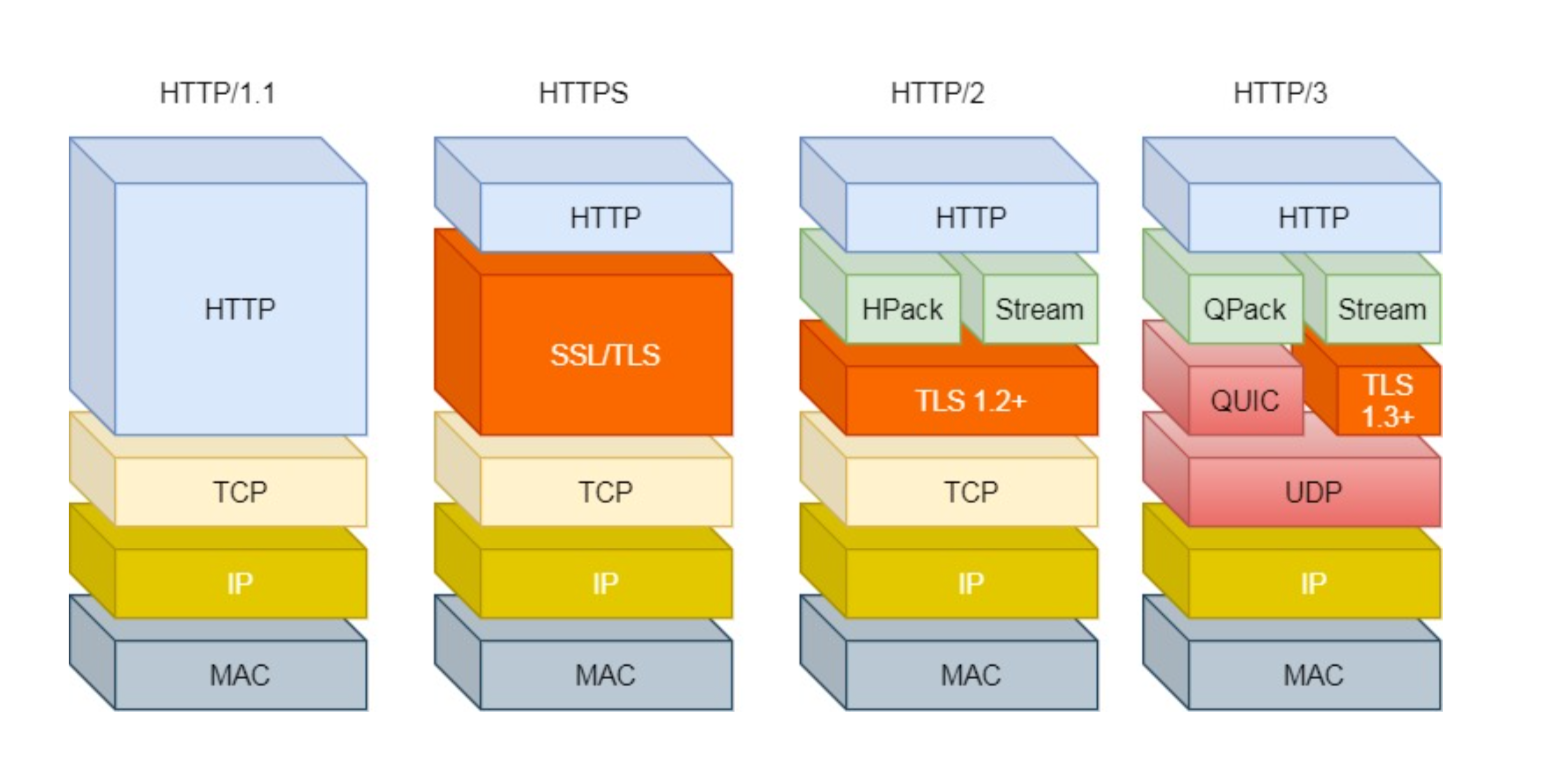 HTTP/1.1
HTTPS
HTTP/2
HTTP/3
HTTP
TCP
IP
MAC
HTTP
SSL/TLS
TCP
IP
MAC
HTTP
HPack
Stream
TLS 1.2+
TCP
IP
MAC
HTTP
QPack
Stream
QUIC
TLS
1.3+
UDP
IP
MAC